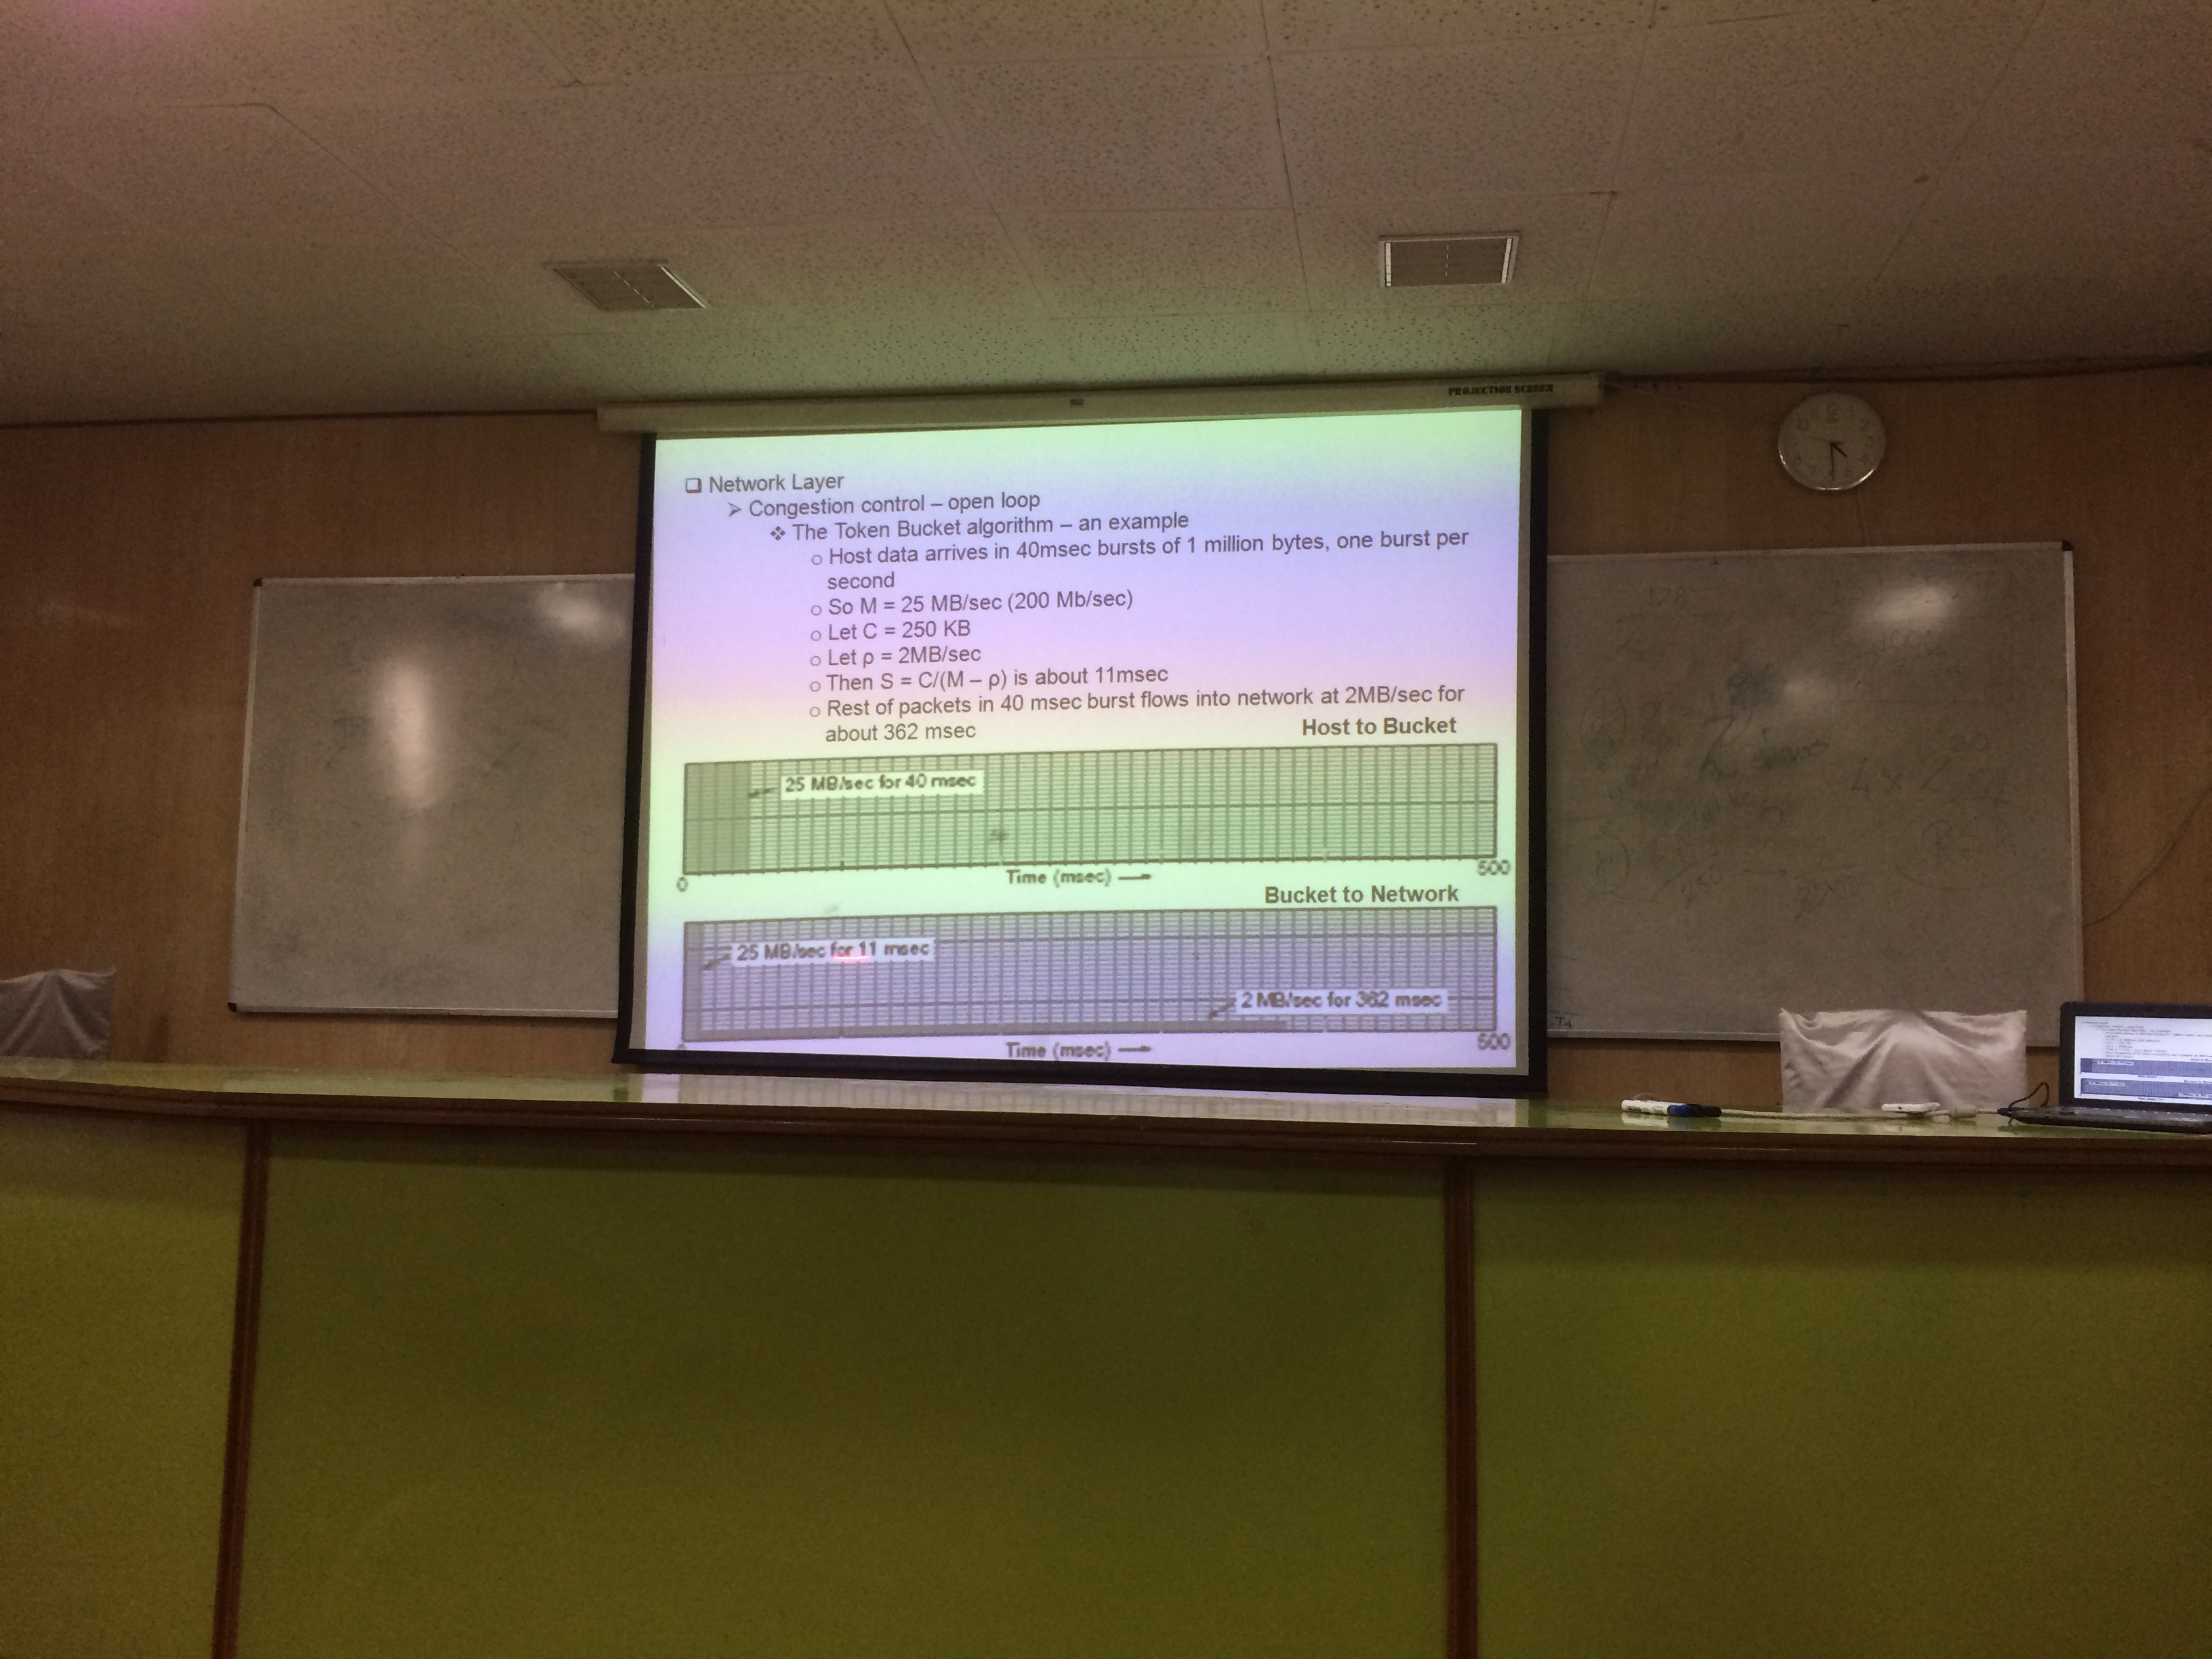 PROJECTION SCREEN
❑ Network Layer
➢ Congestion control – open loop
❖ The Token Bucket algorithm – an example
o Host data arrives in 40msec bursts of 1 million bytes, one burst per
second
o So M = 25 MB/sec (200 Mb/sec)
o Let C = 250 KB
o Let ρ = 2MB/sec
o Then S = C/(M – ρ) is about 11msec
o Rest of packets in 40 msec burst flows into network at 2MB/sec for
about 362 msec
Host to Bucket
25 MB/sec for 40 msec
0
Time (msec)
500
Bucket to Network
25 MB/sec for 11 msec
2 MB/sec for 362 msec
Time (msec)
500
128
4 x 2